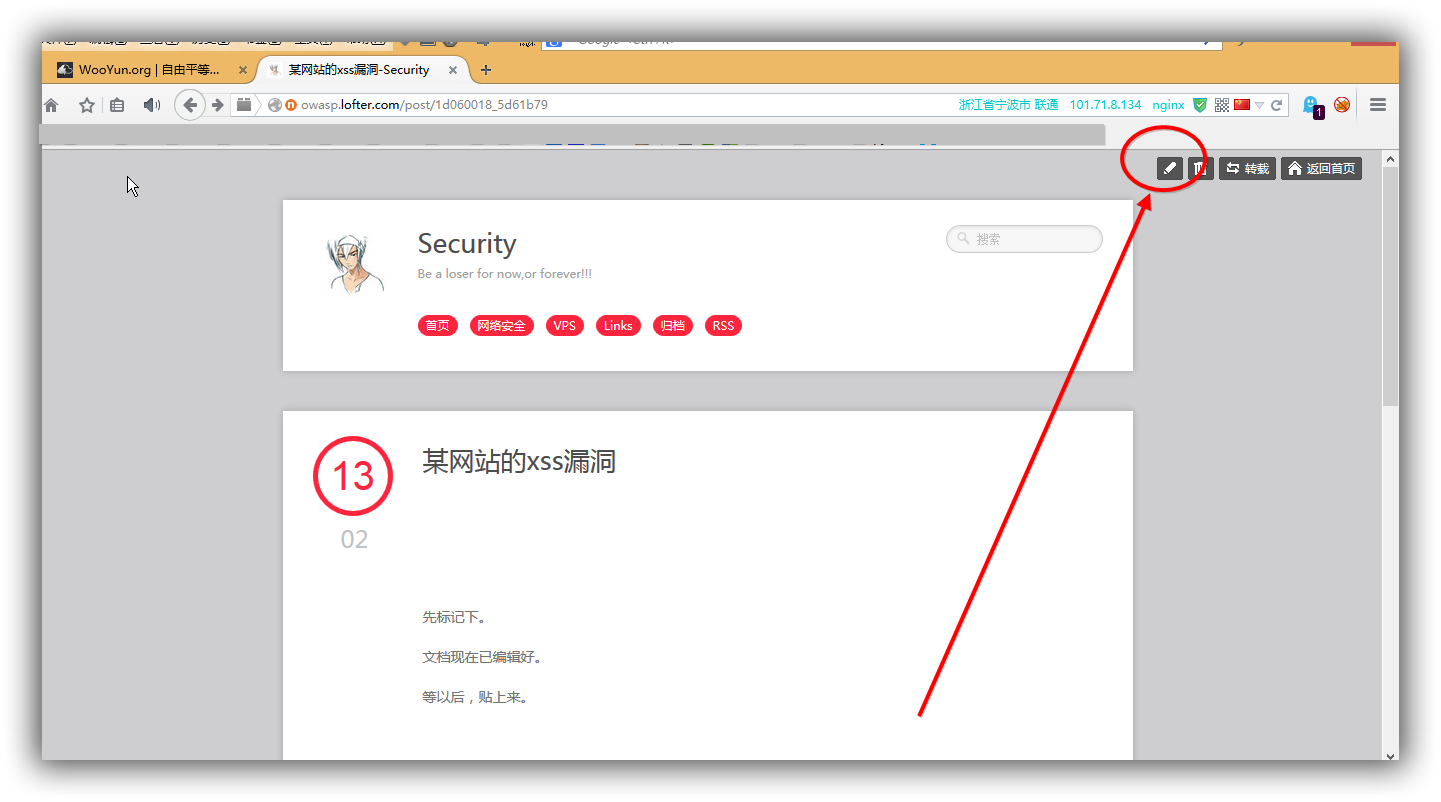 WooYun.org | 自由平等...
某网站的xss漏洞-Security
owasp.lofter.com/post/1d060018_5d61b79
浙江省宁波市 联通 101.71.8.134 nginx
1
转载
返回首页
Security
搜索
Be a loser for now,or forever!!!
首页 网络安全 VPS Links 归档 RSS
13
某网站的xss漏洞
02
先标记下。
文档现在已编辑好。
等以后，贴上来。